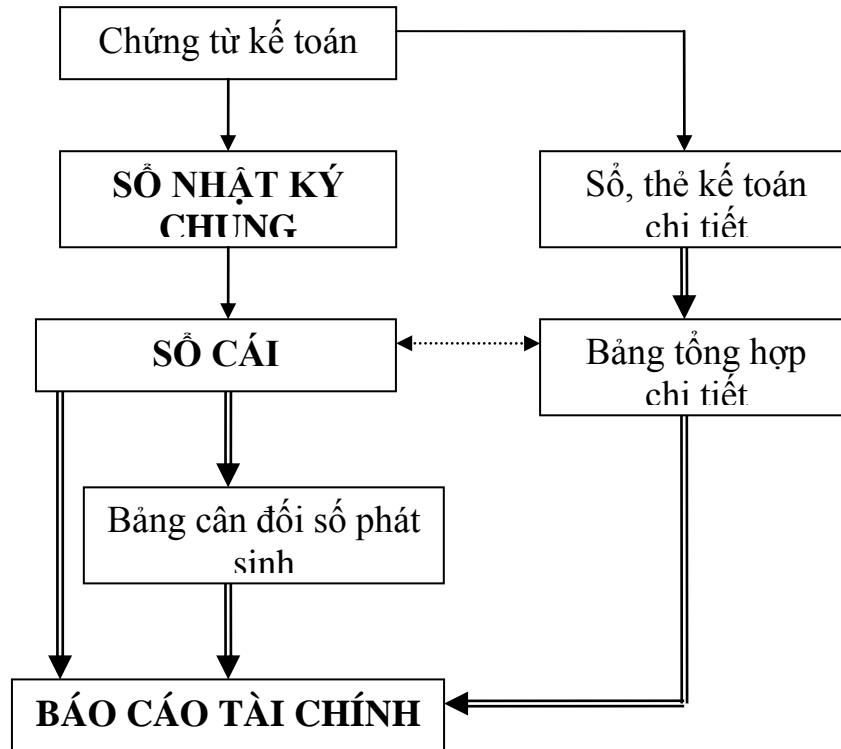 Chứng từ kế toán
SỔ NHẬT KÝ
CHUNG
Sổ, thẻ kế toán
chi tiết
SỔ CÁI
Bảng tổng hợp
chi tiết
Bảng cân đối số phát
sinh
BÁO CÁO TÀI CHÍNH